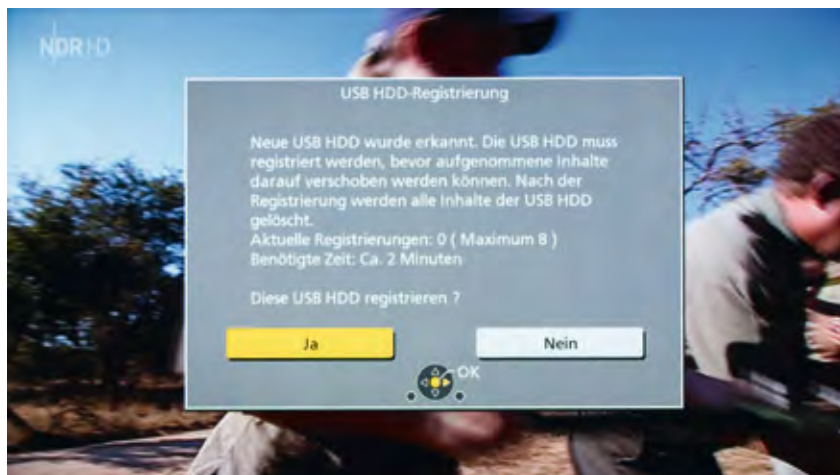 NDR HD
USB HDD-Registrierung
Neue USB HDD wurde erkannt. Die USB HDD muss
registriert werden, bevor aufgenommene Inhalte
darauf verschoben werden können. Nach der
Registrierung werden alle Inhalte der USB HDD
gelöscht.
Aktuelle Registrierungen: 0 ( Maximum 8 )
Benötigte Zeit: Ca. 2 Minuten
Diese USB HDD registrieren ?
Ja
Nein
OK